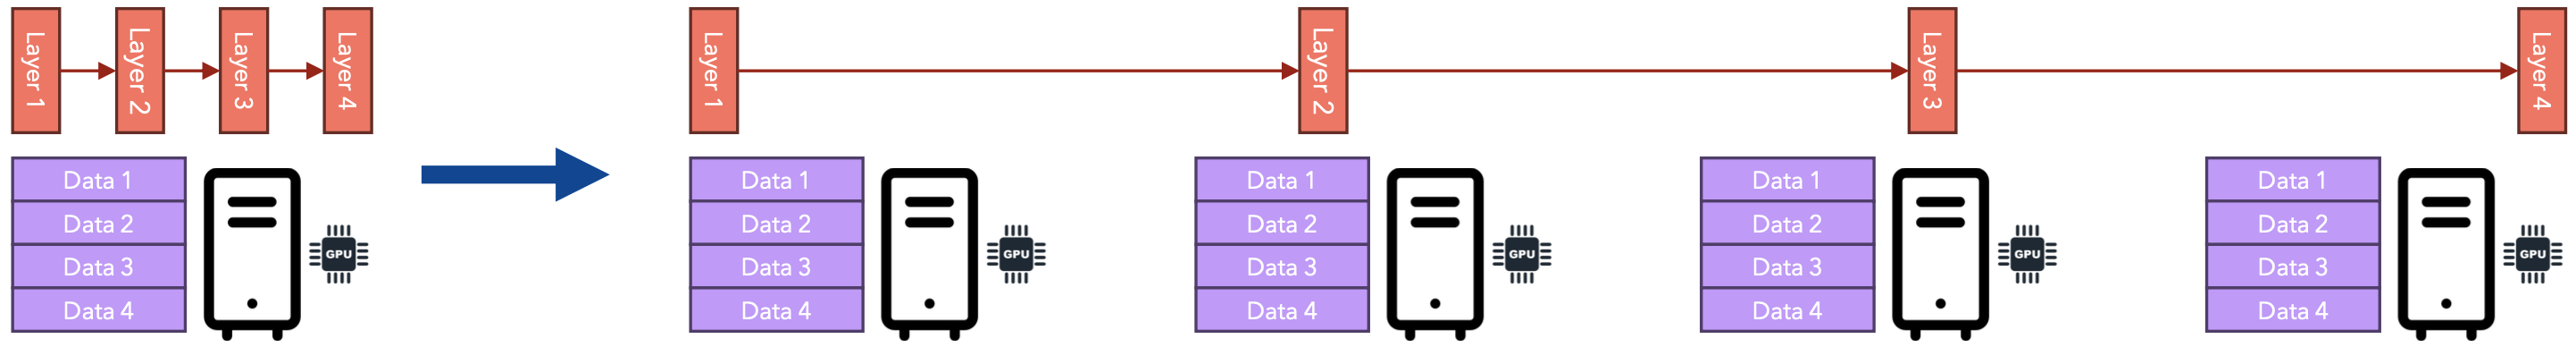 Layer 1
Layer 2
Layer 3
Layer 4
Data 1
Data 2
Data 3
Data 4
GPU
Layer 1
Layer 2
Layer 3
Layer 4
Data 1
Data 2
Data 3
Data 4
GPU
Data 1
Data 2
Data 3
Data 4
GPU
Data 1
Data 2
Data 3
Data 4
GPU
Data 1
Data 2
Data 3
Data 4
GPU